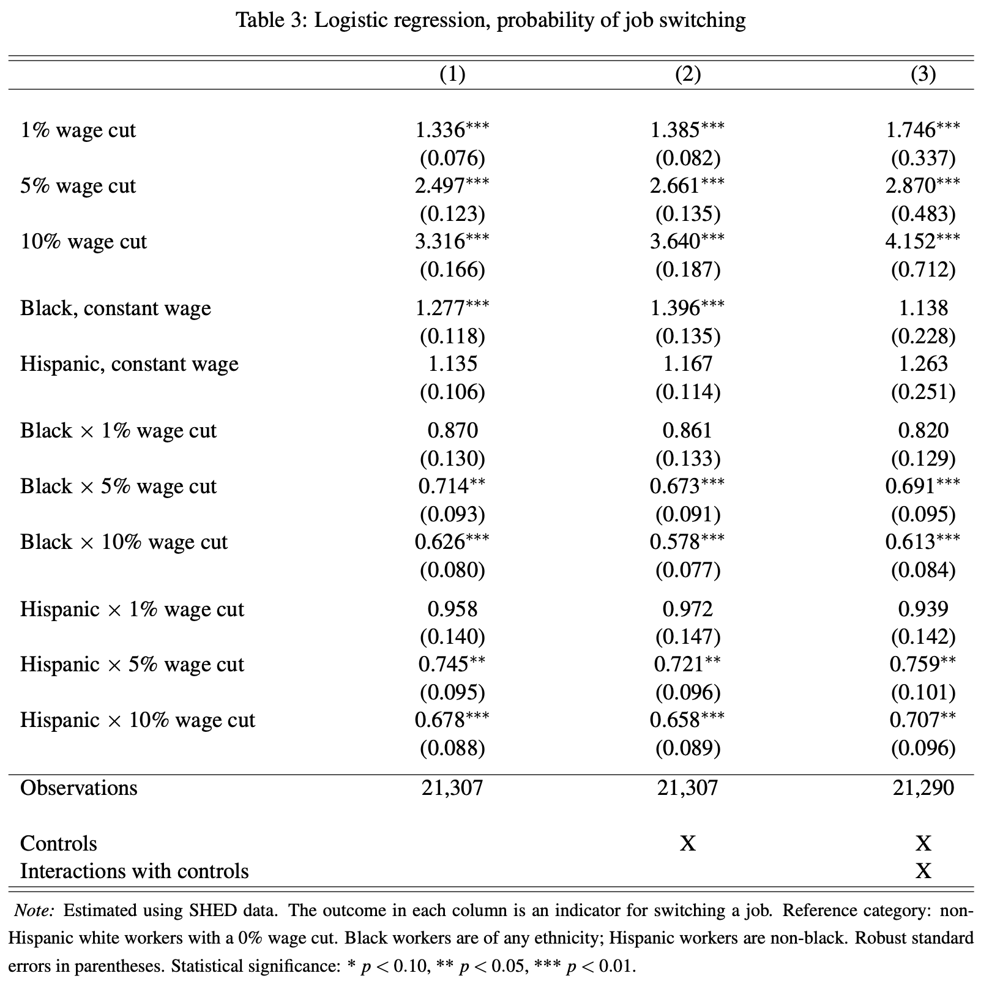 Table 3: Logistic regression, probability of job switching
(1) (2) (3)
1% wage cut 1.336*** 1.385*** 1.746***
(0.076) (0.082) (0.337)
5% wage cut 2.497*** 2.661*** 2.870***
(0.123) (0.135) (0.483)
10% wage cut 3.316*** 3.640*** 4.152***
(0.166) (0.187) (0.712)
Black, constant wage 1.277*** 1.396*** 1.138
(0.118) (0.135) (0.228)
Hispanic, constant wage 1.135 1.167 1.263
(0.106) (0.114) (0.251)
Black × 1% wage cut 0.870 0.861 0.820
(0.130) (0.133) (0.129)
Black × 5% wage cut 0.714** 0.673*** 0.691***
(0.093) (0.091) (0.095)
Black × 10% wage cut 0.626*** 0.578*** 0.613***
(0.080) (0.077) (0.084)
Hispanic × 1% wage cut 0.958 0.972 0.939
(0.140) (0.147) (0.142)
Hispanic × 5% wage cut 0.745** 0.721** 0.759**
(0.095) (0.096) (0.101)
Hispanic × 10% wage cut 0.678*** 0.658*** 0.707**
(0.088) (0.089) (0.096)
Observations 21,307 21,307 21,290
Controls X X
Interactions with controls X
Note: Estimated using SHED data. The outcome in each column is an indicator for switching a job. Reference category: non-
Hispanic white workers with a 0% wage cut. Black workers are of any ethnicity; Hispanic workers are non-black. Robust standard
errors in parentheses. Statistical significance: * p < 0.10, ** p < 0.05, *** p < 0.01.